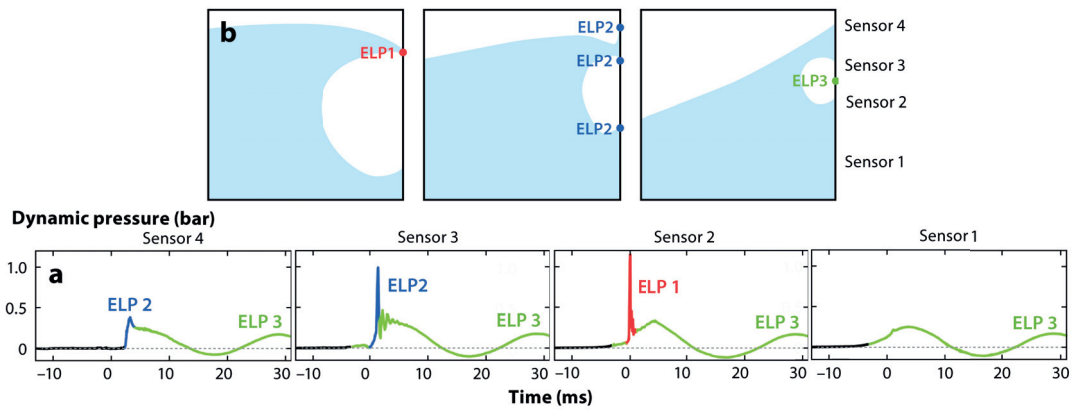 b
ELP1
ELP2
ELP2
ELP2
ELP3
Sensor 4
Sensor 3
Sensor 2
Sensor 1
Dynamic pressure (bar)
Sensor 4
Sensor 3
Sensor 2
Sensor 1
a
1.0
0.5
0
ELP 2
ELP 3
ELP2
ELP 3
ELP 1
ELP 3
ELP 3
–10 0 10 20 30
–10 0 10 20 30
–10 0 10 20 30
–10 0 10 20 30
Time (ms)